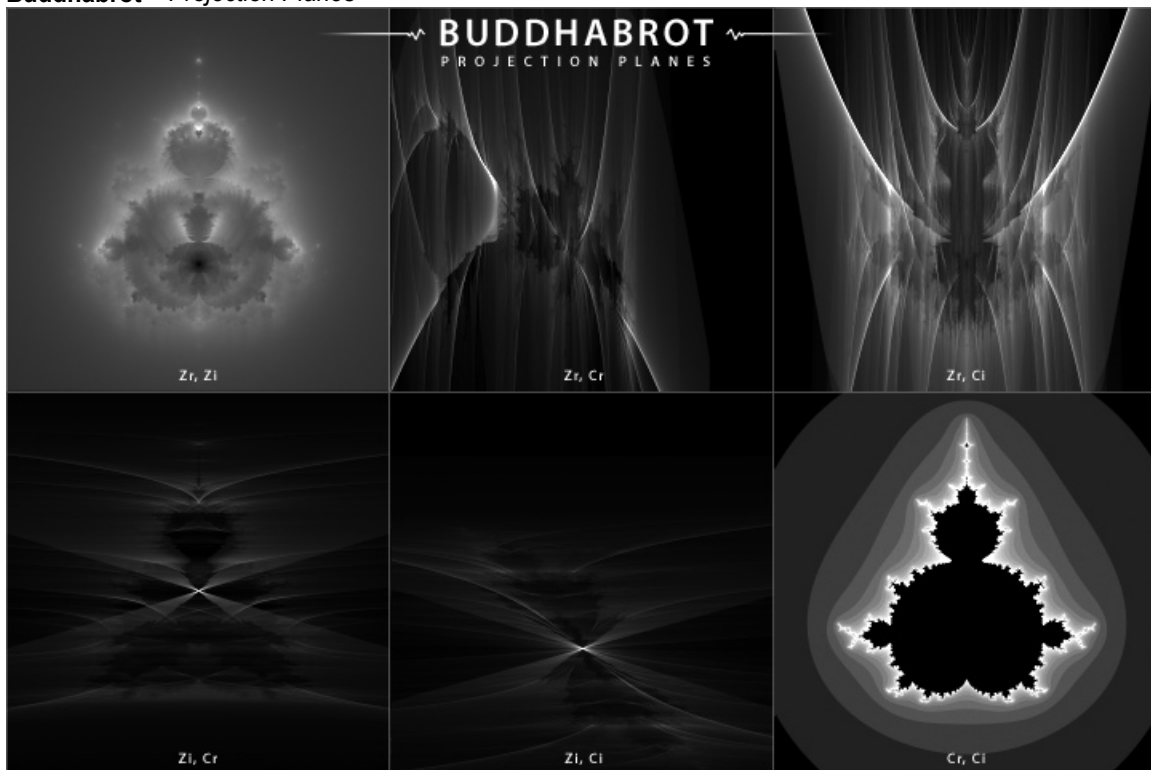 Buddhabrot - Projection Planes
BUDDHABROT
PROJECTION PLANES
Zr, Zi
Zr, Cr
Zr, Ci
Zi, Cr
Zi, Ci
Cr, Ci